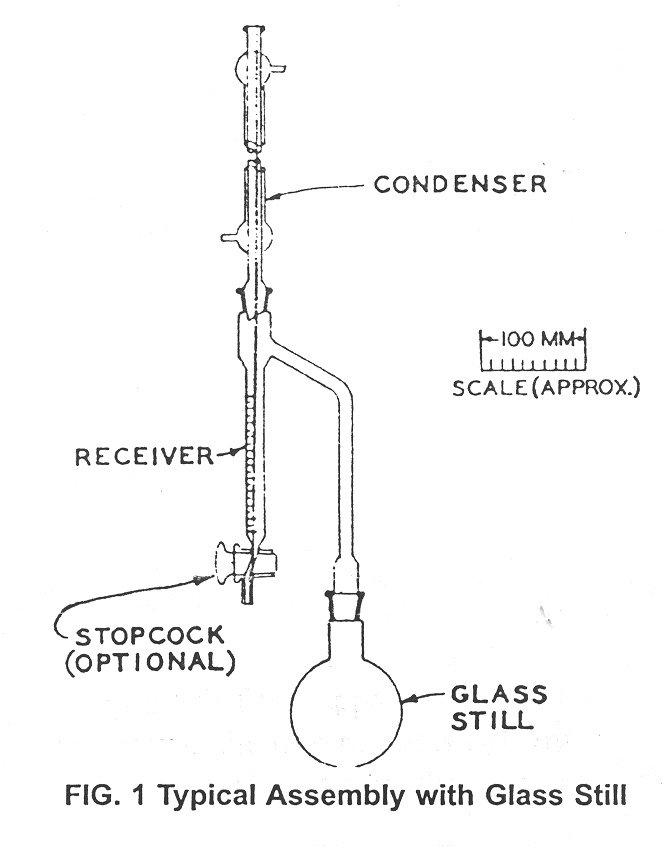 CONDENSER
100 MM
SCALE (APPROX.)
RECEIVER
STOPCOCK
(OPTIONAL)
GLASS
STILL
FIG. 1 Typical Assembly with Glass Still